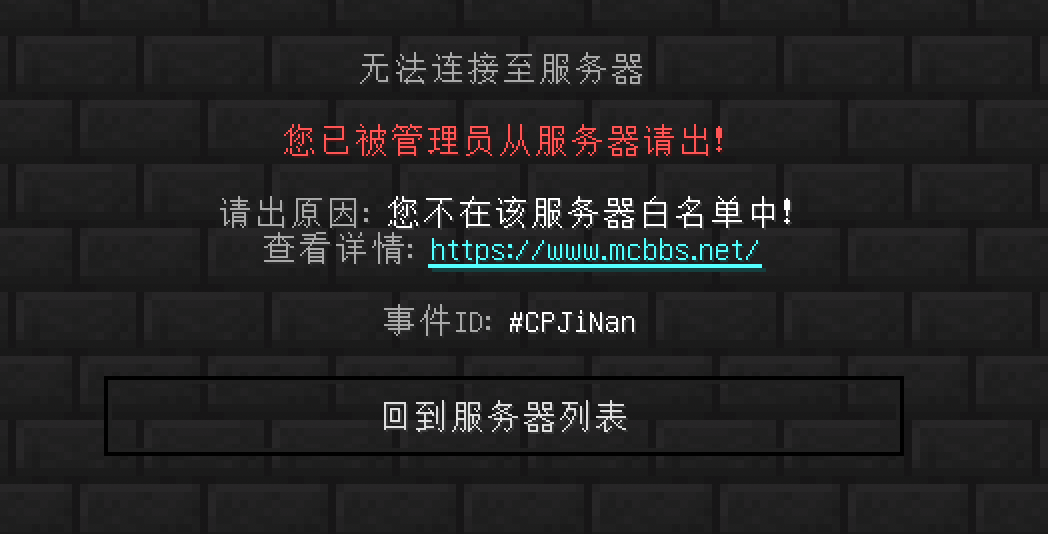 无法连接至服务器
您已被管理员从服务器请出!
请出原因: 您不在该服务器白名单中!
查看详情: https://www.mcbbs.net/
事件ID: #CPJiNan
回到服务器列表